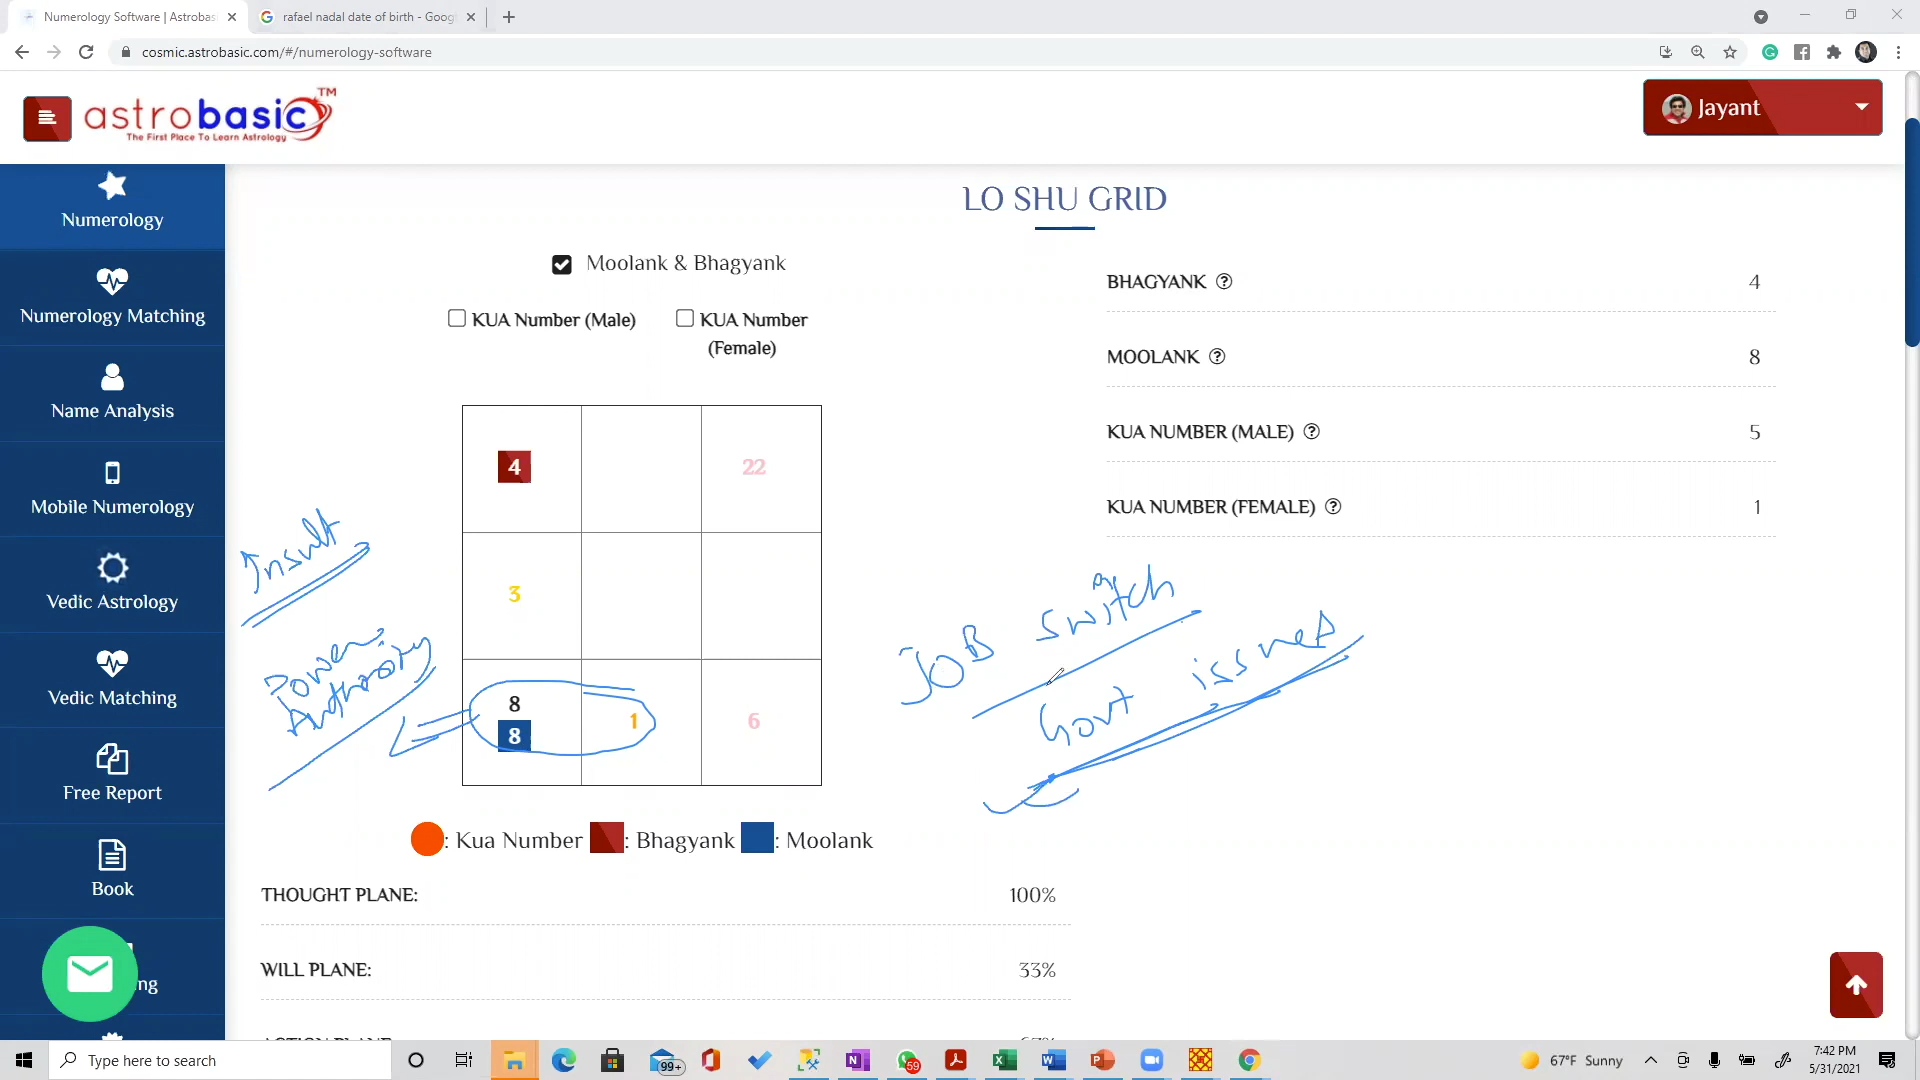 Numerology Software | Astrobas
rafael nadal date of birth - Goog
cosmic.astrobasic.com/#/numerology-software
astrobasic™
The First Place To Learn Astrology
Jayant
Numerology
Numerology Matching
Name Analysis
Mobile Numerology
Vedic Astrology
Vedic Matching
Free Report
Book
ng
LO SHU GRID
Moolank & Bhagyank
KUA Number (Male)
KUA Number
(Female)
4
22
3
8
8
1
6
: Kua Number : Bhagyank : Moolank
THOUGHT PLANE: 100%
WILL PLANE: 33%
BHAGYANK ? 4
MOOLANK ? 8
KUA NUMBER (MALE) ? 5
KUA NUMBER (FEMALE) ? 1
Insult
Power
Authority
JOB switch
Govt issues
Type here to search
99+
59
67°F Sunny
7:42 PM
5/31/2021